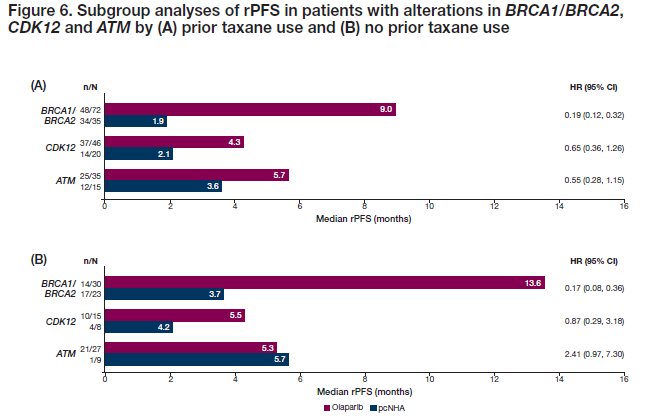 Figure 6. Subgroup analyses of rPFS in patients with alterations in BRCA1/BRCA2,
CDK12 and ATM by (A) prior taxane use and (B) no prior taxane use
(A) n/N HR (95% CI)
BRCA1/ 48/72 9.0
BRCA2 34/35 1.9
0.19 (0.12, 0.32)
CDK12
37/46 4.3
14/20 2.1
0.65 (0.36, 1.26)
ATM
25/35 5.7
12/15 3.6
0.55 (0.28, 1.15)
0 2 4 6 8 10 12 14 16
Median rPFS (months)
(B) n/N HR (95% CI)
BRCA1/ 14/30 13.6
BRCA2 17/23 3.7
0.17 (0.08, 0.36)
CDK12
10/15 5.5
4/8 4.2
0.87 (0.29, 3.18)
ATM
21/27 5.3
1/9 5.7
2.41 (0.97, 7.30)
0 2 4 6 8 10 12 14 16
Median rPFS (months)
Olaparib pcNHA